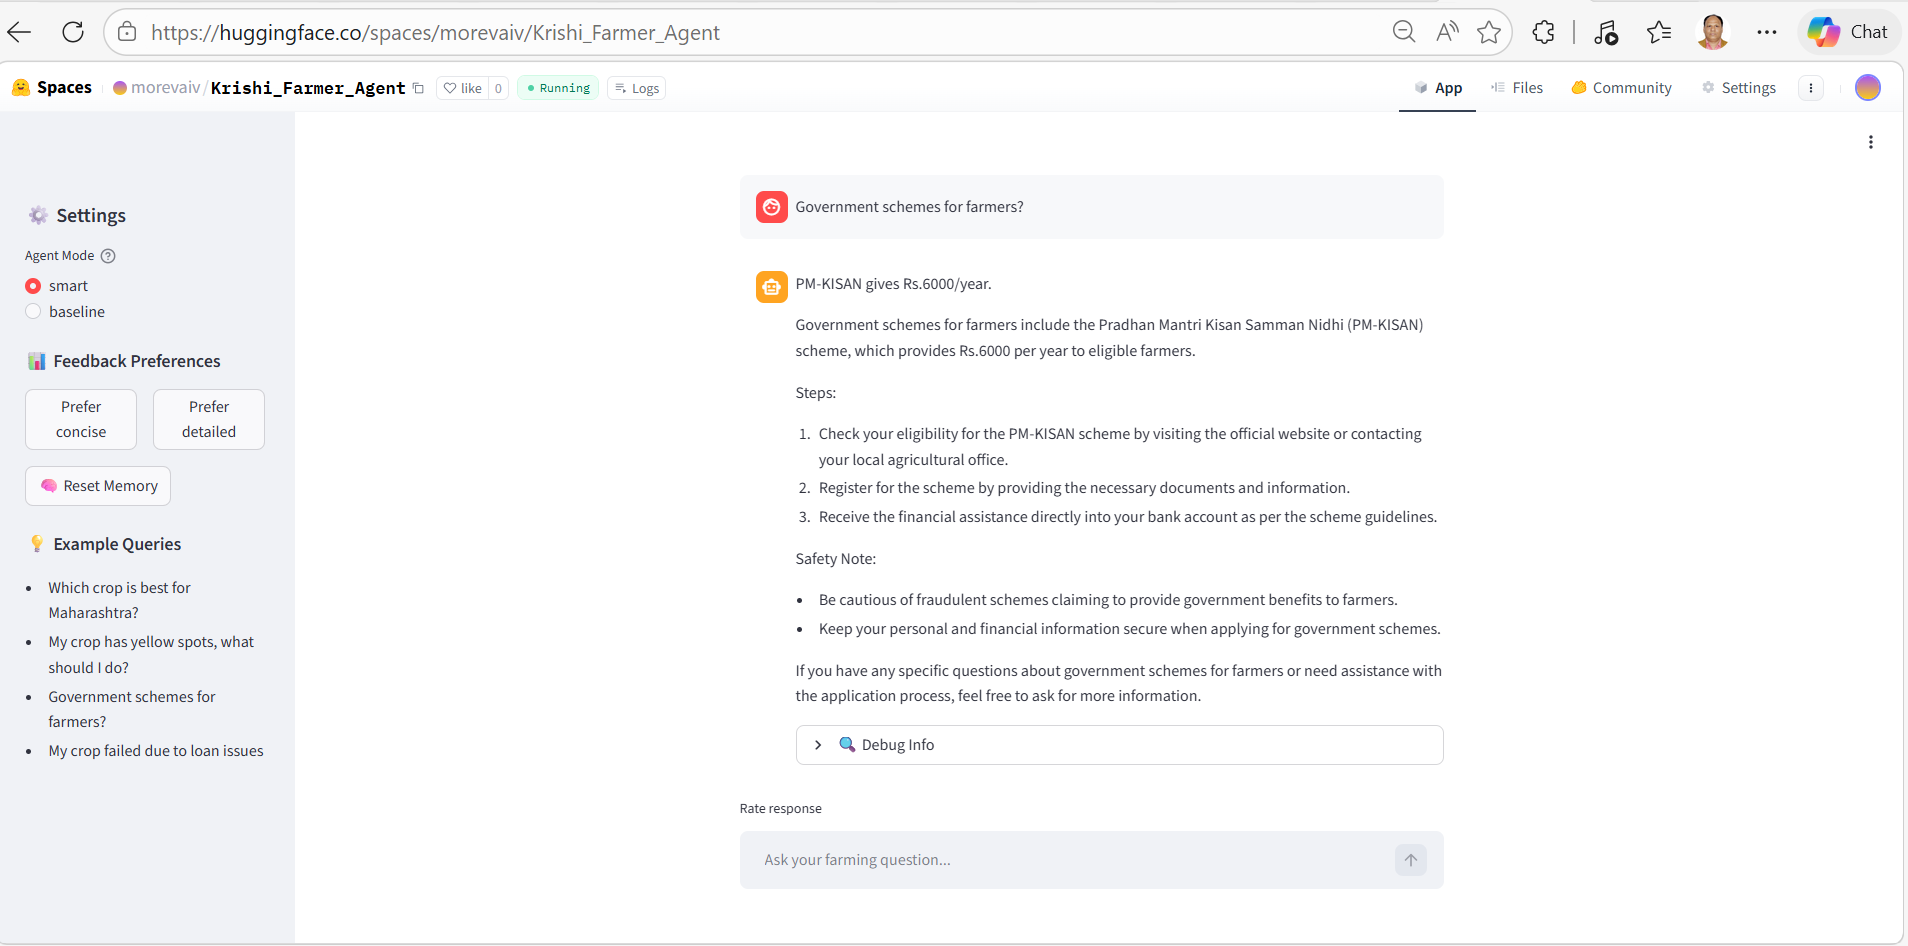 https://huggingface.co/spaces/morevaiv/Krishi_Farmer_Agent
Chat
Spaces morevaiv/Krishi_Farmer_Agent like 0 Running Logs
App Files Community Settings
Settings
Agent Mode
smart
baseline
Feedback Preferences
Prefer concise
Prefer detailed
Reset Memory
Example Queries
Which crop is best for
Maharashtra?
My crop has yellow spots, what
should I do?
Government schemes for
farmers?
My crop failed due to loan issues
Government schemes for farmers?
PM-KISAN gives Rs.6000/year.
Government schemes for farmers include the Pradhan Mantri Kisan Samman Nidhi (PM-KISAN)
scheme, which provides Rs.6000 per year to eligible farmers.
Steps:
1. Check your eligibility for the PM-KISAN scheme by visiting the official website or contacting
your local agricultural office.
2. Register for the scheme by providing the necessary documents and information.
3. Receive the financial assistance directly into your bank account as per the scheme guidelines.
Safety Note:
Be cautious of fraudulent schemes claiming to provide government benefits to farmers.
Keep your personal and financial information secure when applying for government schemes.
If you have any specific questions about government schemes for farmers or need assistance with
the application process, feel free to ask for more information.
Debug Info
Rate response
Ask your farming question...